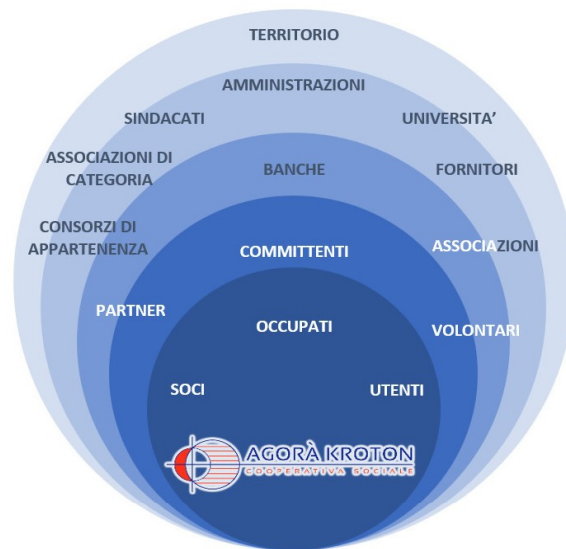 TERRITORIO
AMMINISTRAZIONI
SINDACATI
UNIVERSITA’
ASSOCIAZIONI DI
CATEGORIA
BANCHE
FORNITORI
CONSORZI DI
APPARTENENZA
COMMITTENTI
ASSOCIAZIONI
PARTNER
OCCUPATI
VOLONTARI
SOCI
UTENTI
AGORÀ KROTON
COOPERATIVA SOCIALE